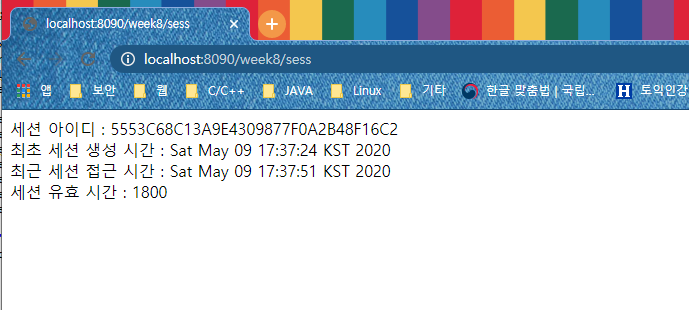 localhost:8090/week8/sess
localhost:8090/week8/sess
앱 보안 웹 C/C++ JAVA Linux 기타 한글 맞춤법 | 국립... H 토익인강
세션 아이디 : 5553C68C13A9E4309877F0A2B48F16C2
최초 세션 생성 시간 : Sat May 09 17:37:24 KST 2020
최근 세션 접근 시간 : Sat May 09 17:37:51 KST 2020
세션 유효 시간 : 1800